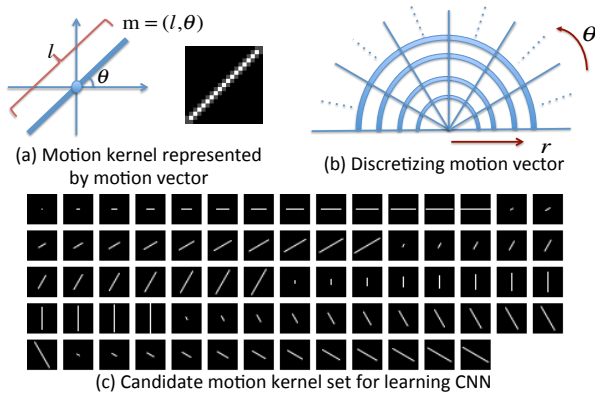 m = (l,θ)
l
θ
(a) Motion kernel represented
by motion vector
θ
r
(b) Discretizing motion vector
(c) Candidate motion kernel set for learning CNN